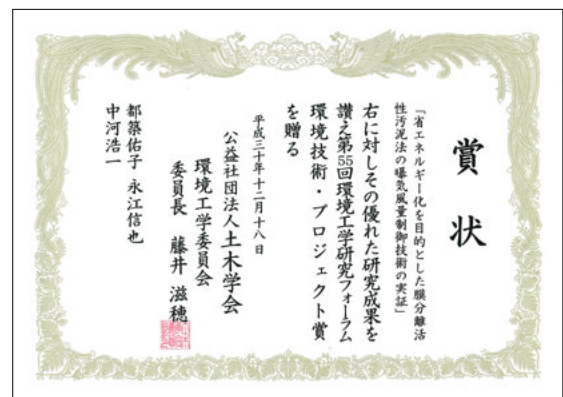 賞状
「省エネルギー化を目的とした膜分離活
性汚泥法の曝気風量制御技術の実証」
右に対しその優れた研究成果を
讃え第55回環境工学研究フォーラム
環境技術・プロジェクト賞
を贈る
平成三十年十二月十八日
公益社団法人土木学会
環境工学委員会
委員長 藤井滋穂
都築佑子 永江信也
中河浩一